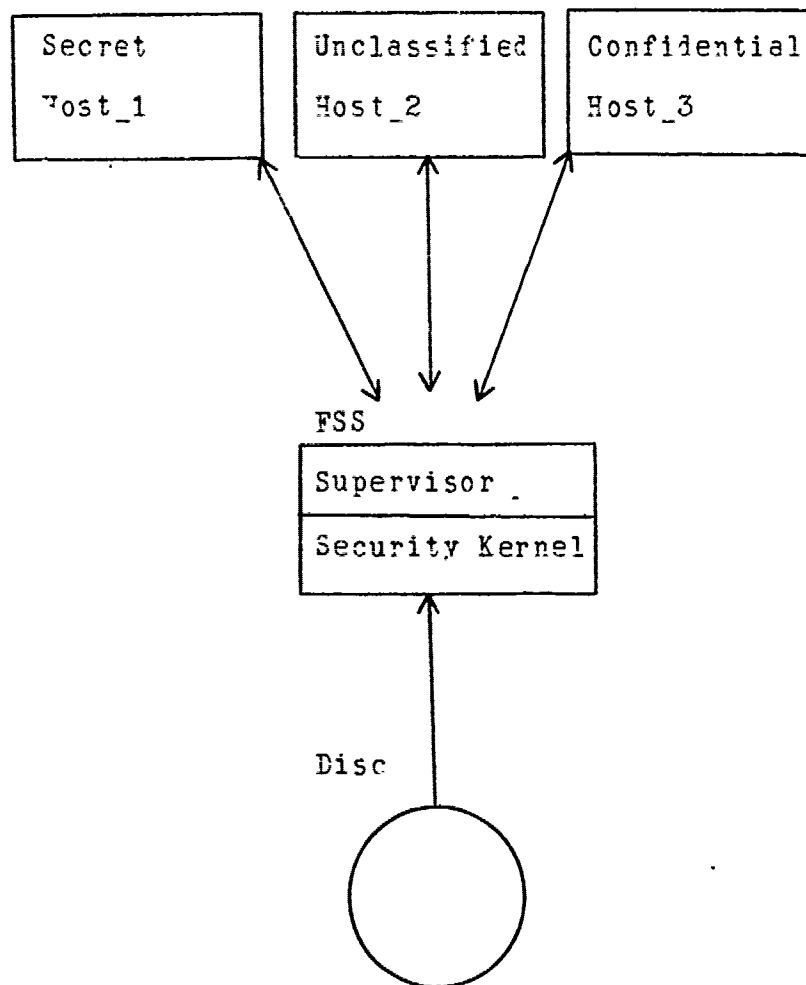 Secret
Host_1
Unclassified
Host_2
Confidential
Host_3
FSS
Supervisor
Security Kernel
Disc